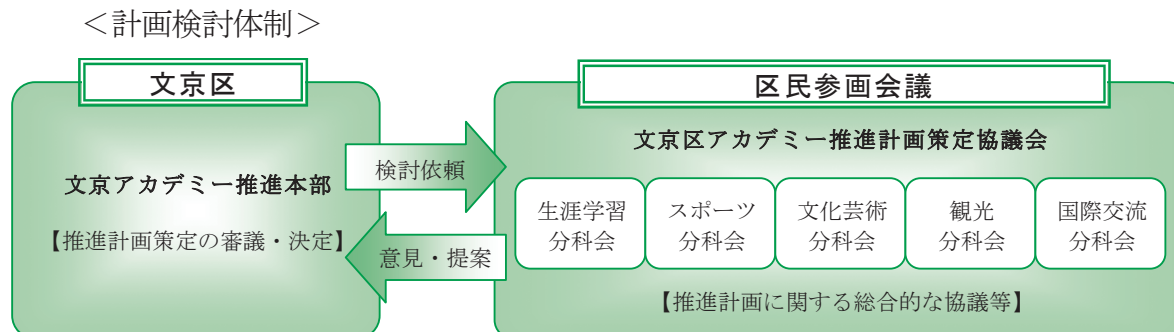 ＜計画検討体制＞
文京区
文京アカデミー推進本部
【推進計画策定の審議・決定】
検討依頼
意見・提案
区民参画会議
文京区アカデミー推進計画策定協議会
生涯学習
分科会
スポーツ
分科会
文化芸術
分科会
観光
分科会
国際交流
分科会
【推進計画に関する総合的な協議等】